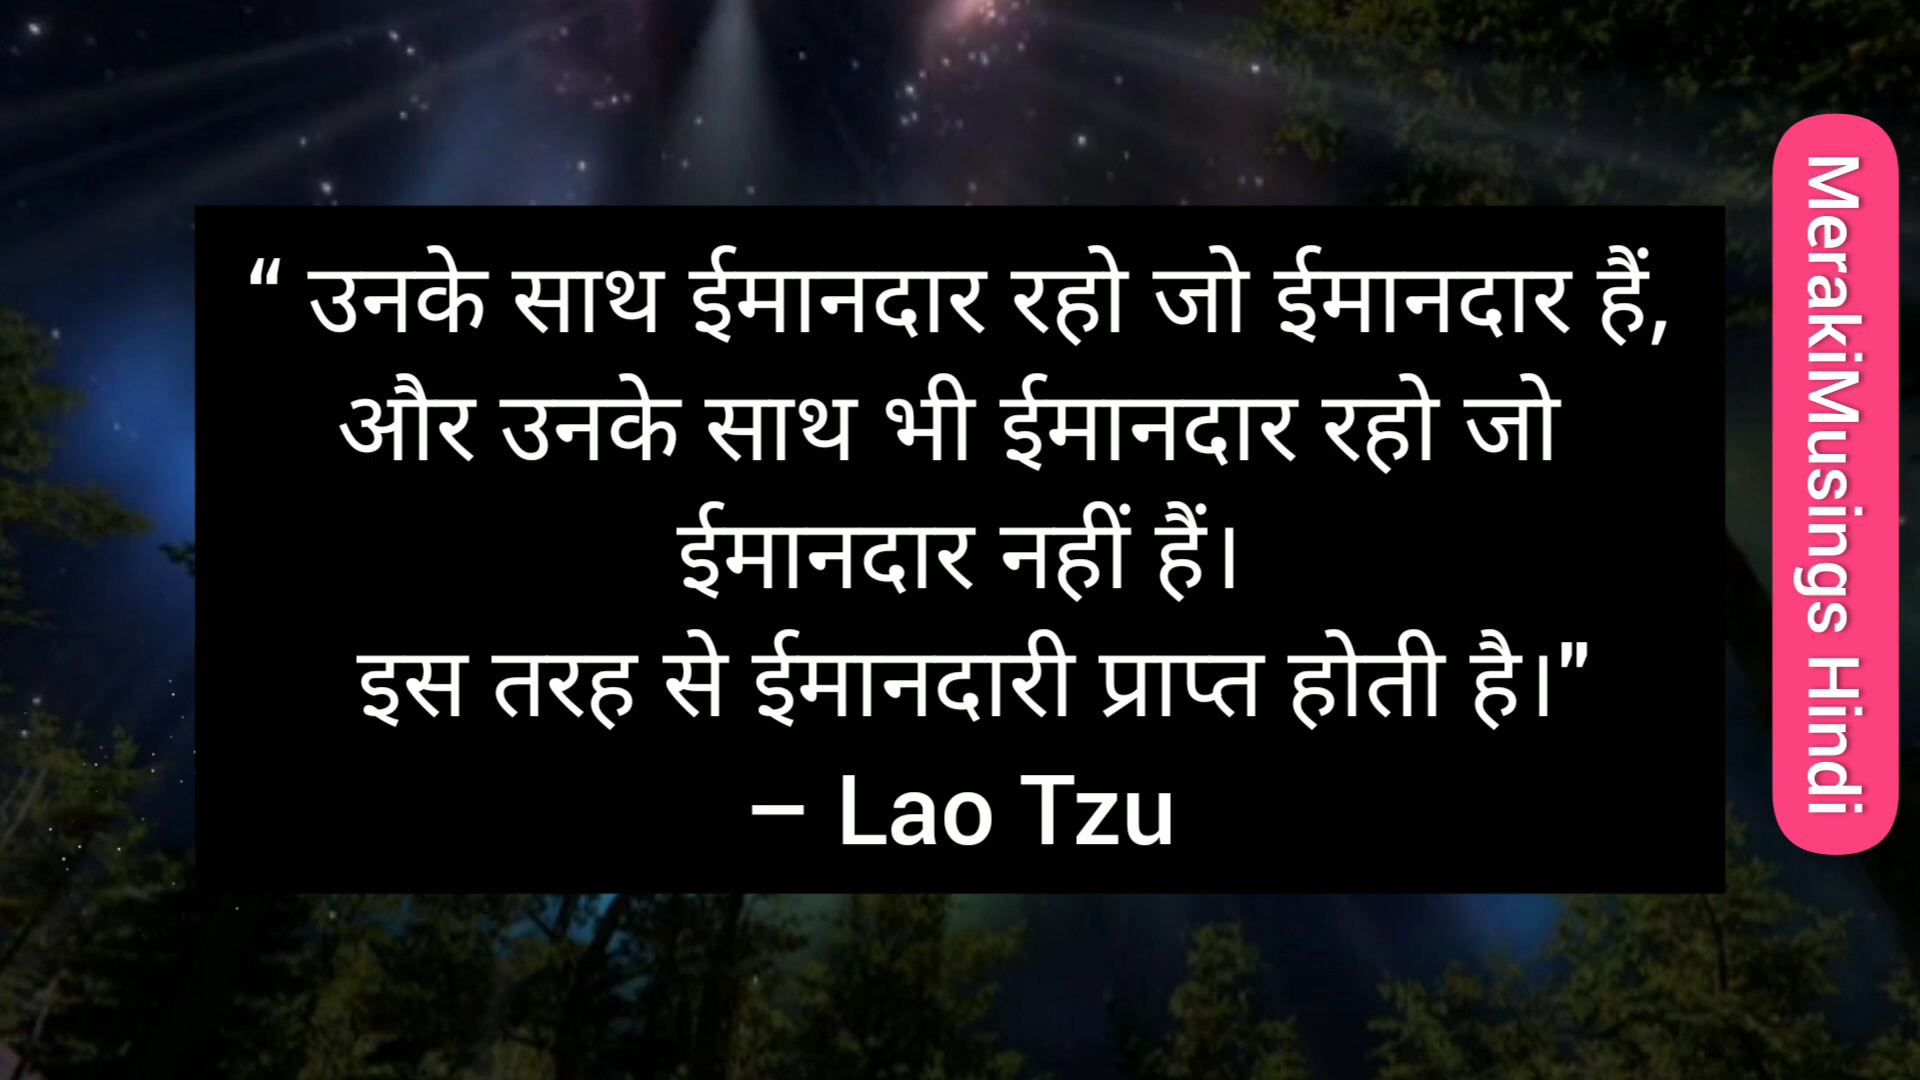 “ उनके साथ ईमानदार रहो जो ईमानदार हैं,
और उनके साथ भी ईमानदार रहो जो
ईमानदार नहीं हैं।
इस तरह से ईमानदारी प्राप्त होती है।”
– Lao Tzu
MerakiMusings Hindi